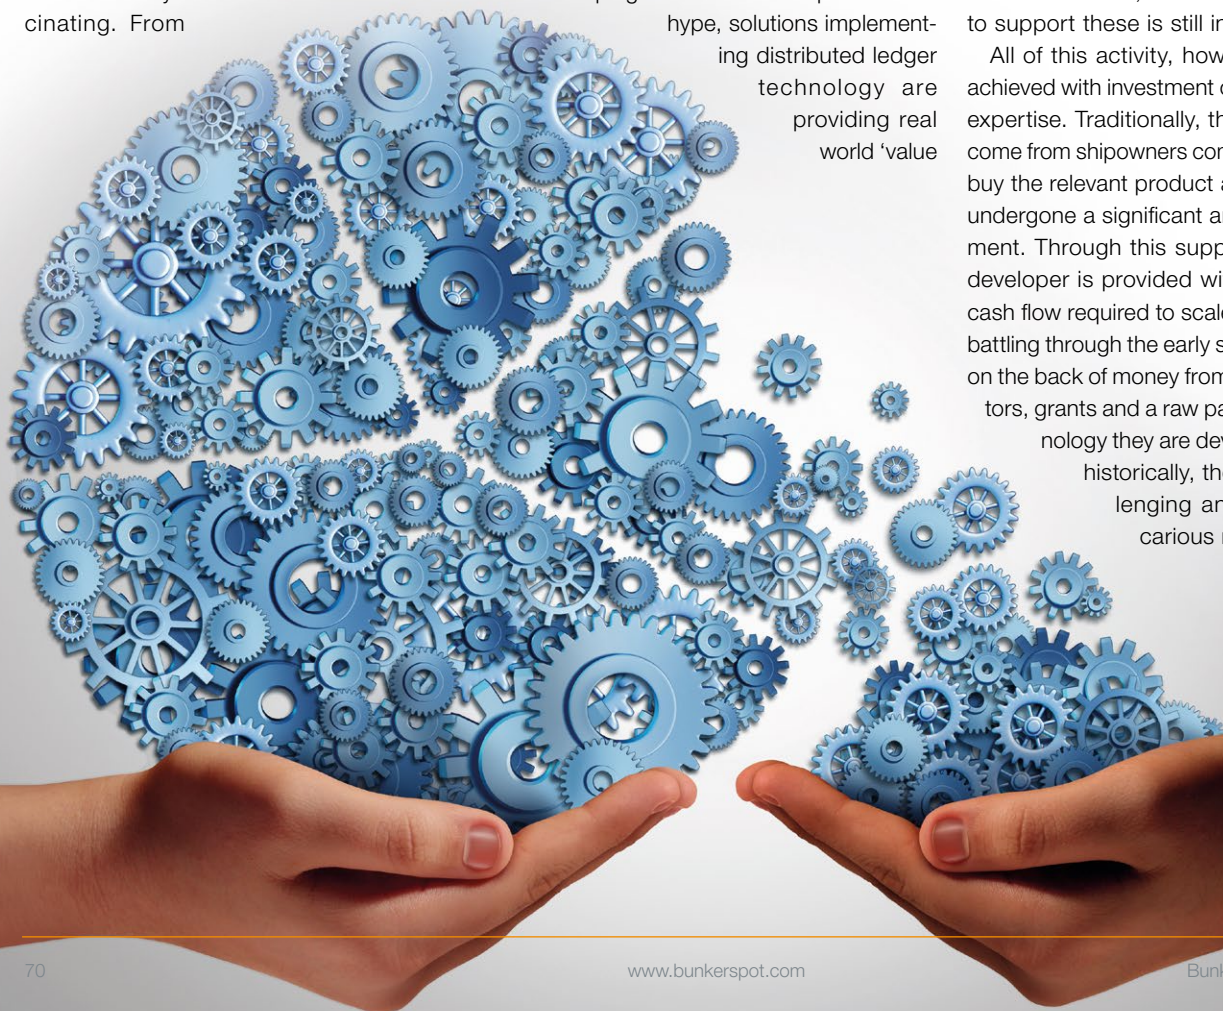 cinating. From
hype, solutions implement-
ing distributed ledger
technology are
providing real
world ‘value
to support these is still in
All of this activity, how
achieved with investment
expertise. Traditionally, th
come from shipowners
buy the relevant product
undergone a significant
ment. Through this supp
developer is provided wi
cash flow required to scale
battling through the early s
on the back of money from
tors, grants and a raw pa
nology they are dev
historically, the
lenging an
carious
70
www.bunkerspot.com
Bunk